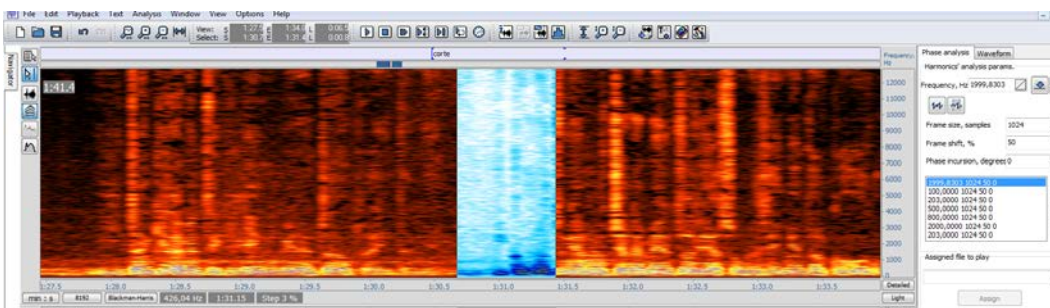 File Edit Playback Text Analysis Window View Options Help
View:
Select:
Navigator
corte
Frequency, Hz
1:41.4
12000
11000
10000
9000
8000
7000
6000
5000
4000
3000
2000
1000
0
1:27.5 1:28.0 1:28.5 1:29.0 1:29.5 1:30.0 1:30.5 1:31.0 1:31.5 1:32.0 1:32.5 1:33.0 1:33.5
Detailed
min : s 8192 Blackman-Harris 426,04 Hz 1:31.15 Step 3 % Light
Phase analysis Waveform
Harmonics' analysis params.
Frequency, Hz 1999,8303
Frame size, samples 1024
Frame shift, % 50
Phase incursion, degrees 0
1999,8303 1024 50 0
100,0000 1024 50 0
203,0000 1024 50 0
500,0000 1024 50 0
800,0000 1024 50 0
2000,0000 1024 50 0
203,0000 1024 50 0
Assigned file to play
Assign